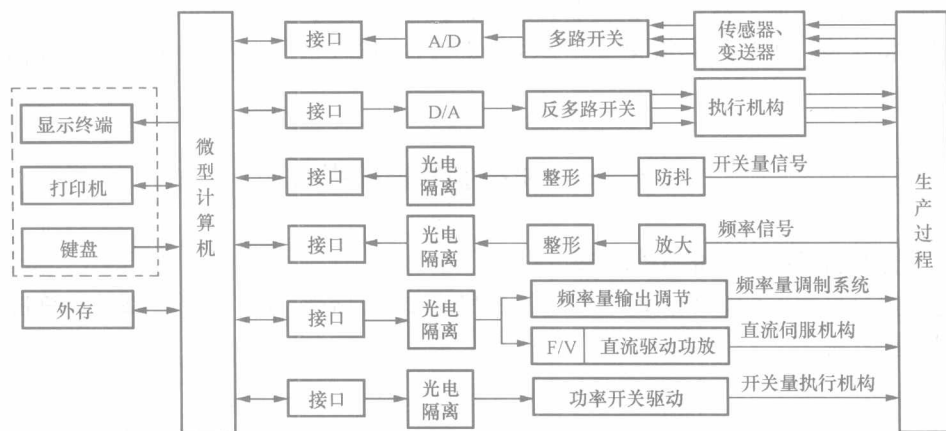 接口
A/D
多路开关
传感器、
变送器
接口
D/A
反多路开关
执行机构
显示终端
打印机
键盘
外存
微型计算机
接口
光电
隔离
整形
防抖
开关量信号
接口
光电
隔离
整形
放大
频率信号
接口
光电
隔离
频率量输出调节
频率量调制系统
F/V
直流驱动功放
直流伺服机构
接口
光电
隔离
功率开关驱动
开关量执行机构
生产过程